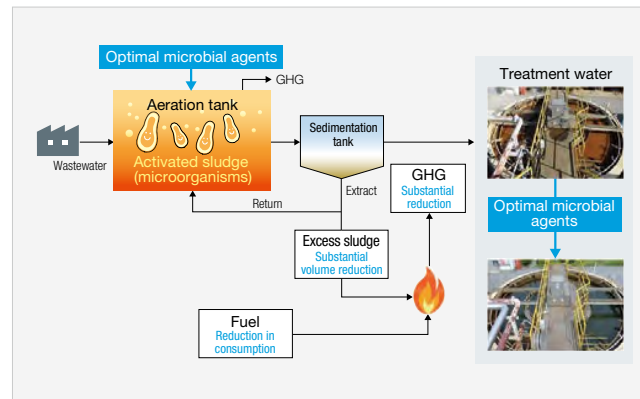 Optimal microbial agents
GHG
Aeration tank
Activated sludge
(microorganisms)
Wastewater
Sedimentation
tank
Extract
Return
GHG
Substantial
reduction
Excess sludge
Substantial
volume reduction
Fuel
Reduction in
consumption
Treatment water
Optimal microbial
agents